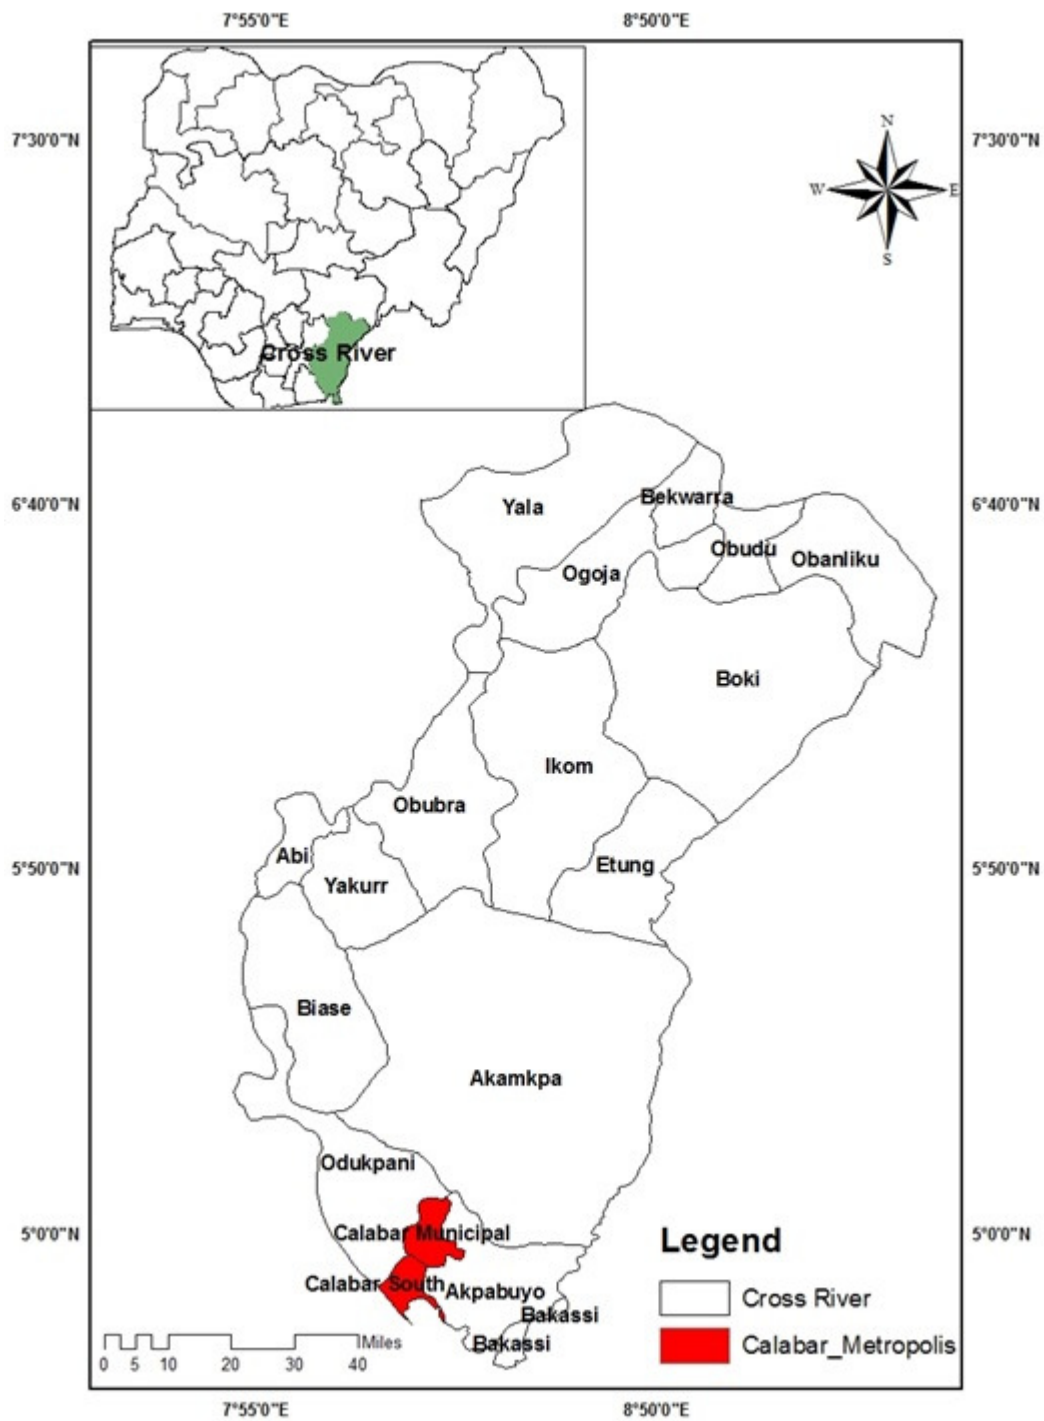 7°55'0"E
8°50'0"E
7°30'0"N
7°30'0"N
N
W
E
S
Cross River
6°40'0"N
6°40'0"N
Yala
Bekwarra
Obudu
Obanliku
Ogoja
Boki
Ikom
Obubra
Etung
5°50'0"N
5°50'0"N
Abi
Yakurr
Biase
Akamkpa
Odukpani
5°0'0"N
5°0'0"N
Calabar Municipal
Calabar South
Akpabuyo
Bakassi
Bakassi
Legend
Cross River
Calabar_Metropolis
Miles
0 5 10 20 30 40
7°55'0"E
8°50'0"E